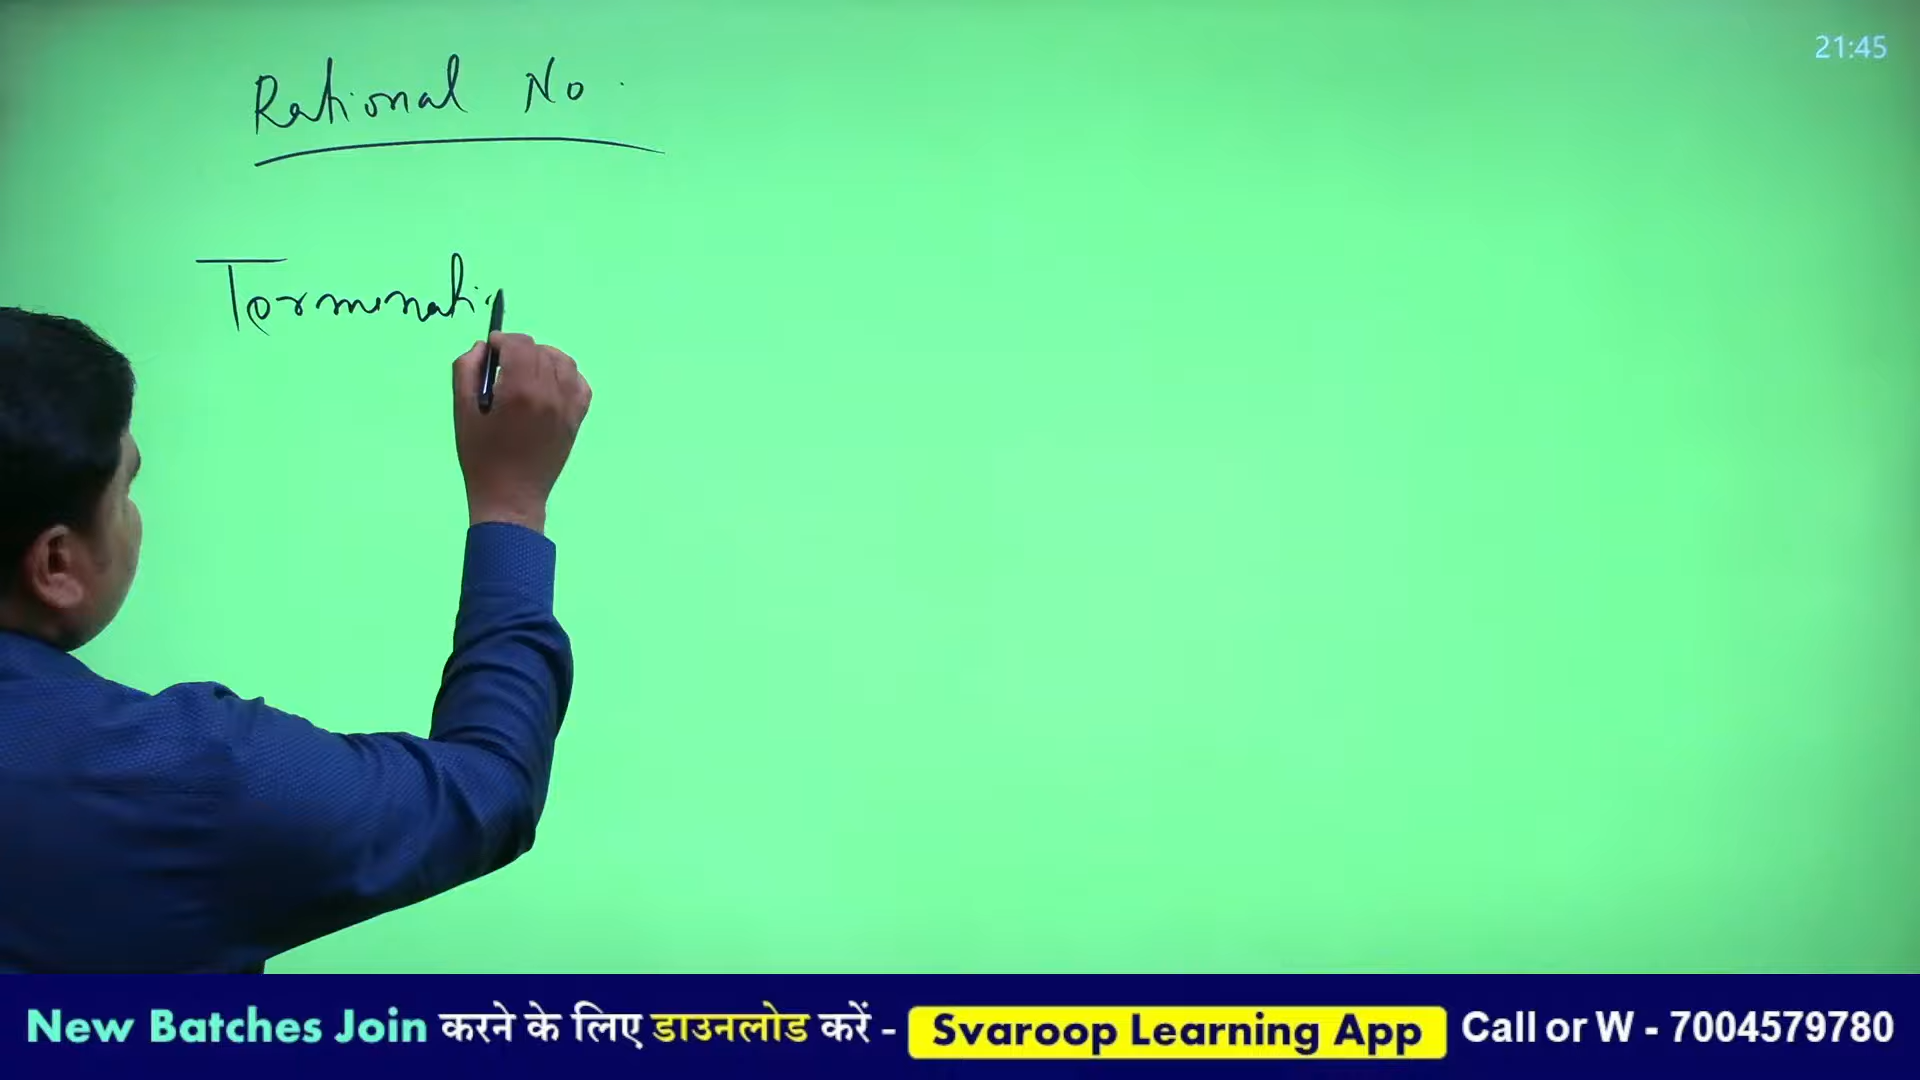 21:45
Rational No.
Terminati
New Batches Join करने के लिए डाउनलोड करें - Svaroop Learning App Call or W - 7004579780